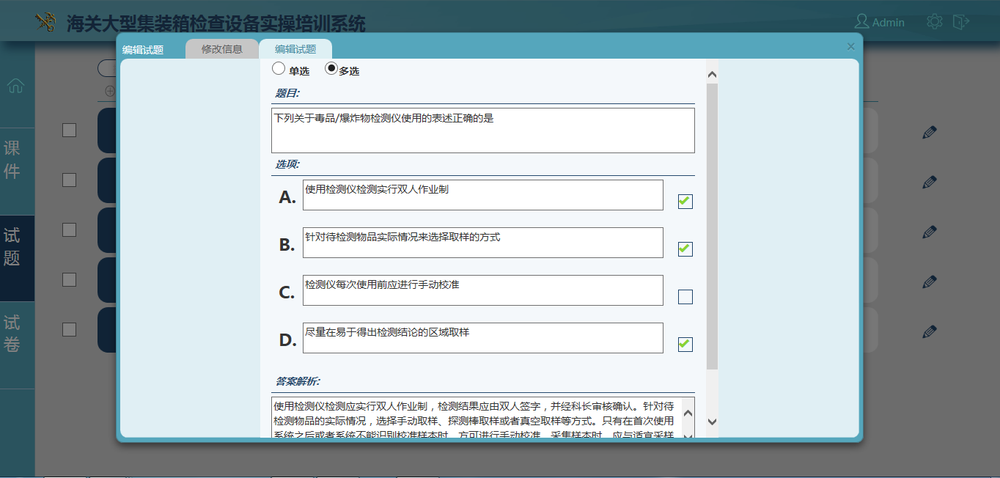 海关大型集装箱检查设备实操培训系统
Admin
编辑试题
修改信息
编辑试题
单选
多选
题目:
下列关于毒品/爆炸物检测仪使用的表述正确的是
选项:
A.
使用检测仪检测实行双人作业制
B.
针对待检测物品实际情况来选择取样的方式
C.
检测仪每次使用前应进行手动校准
D.
尽量在易于得出检测结论的区域取样
答案解析:
使用检测仪检测应实行双人作业制，检测结果应由双人签字，并经科长审核确认。针对待
检测物品的实际情况，选择手动取样、探测棒取样或者真空取样等方式。只有在首次使用
系统之后或者系统不能识别校准样本时，方可进行手动校准。采集样本时，应与适宜采样
课
件
试
题
试
卷